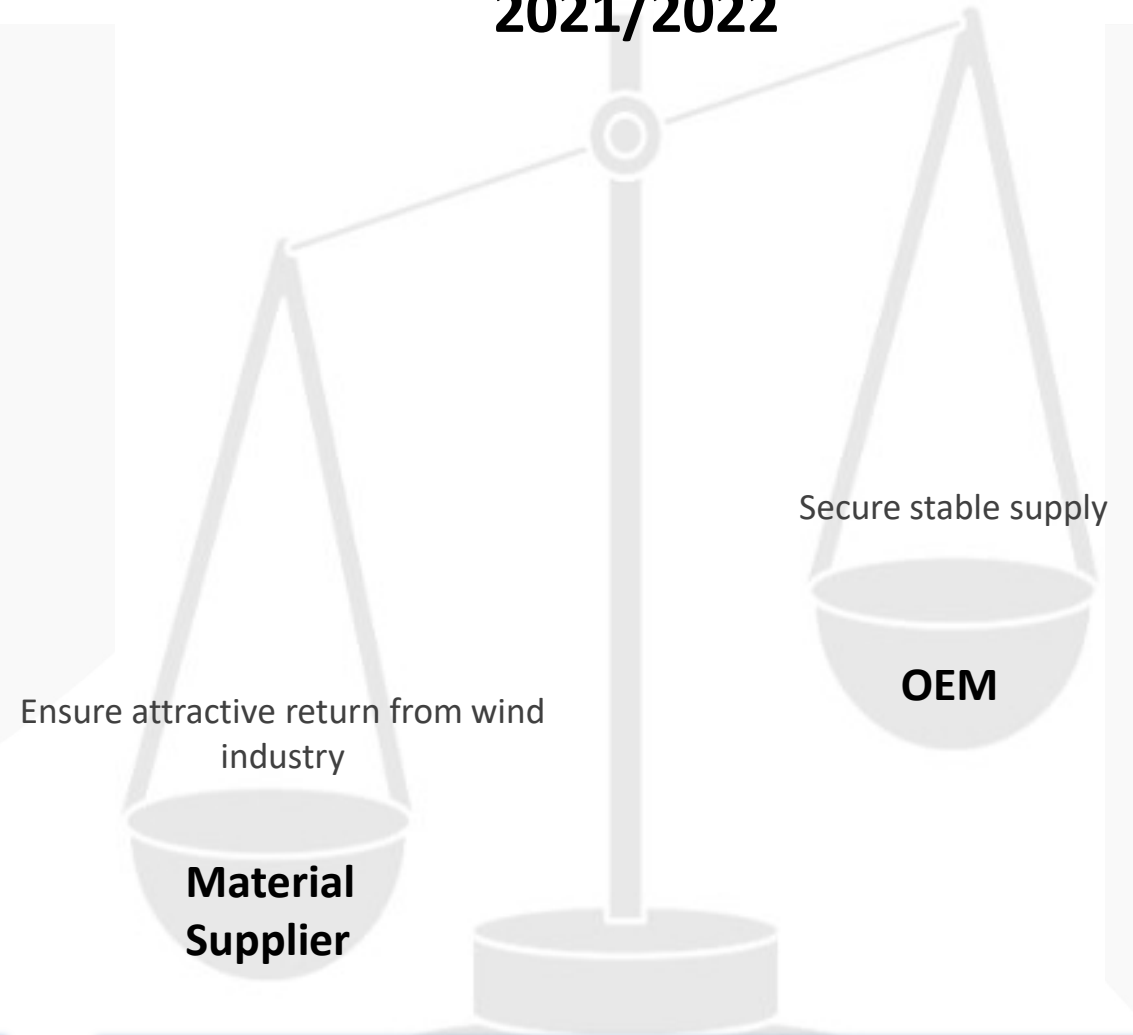 2021/2022
Secure stable supply
OEM
Ensure attractive return from wind
industry
Material
Supplier